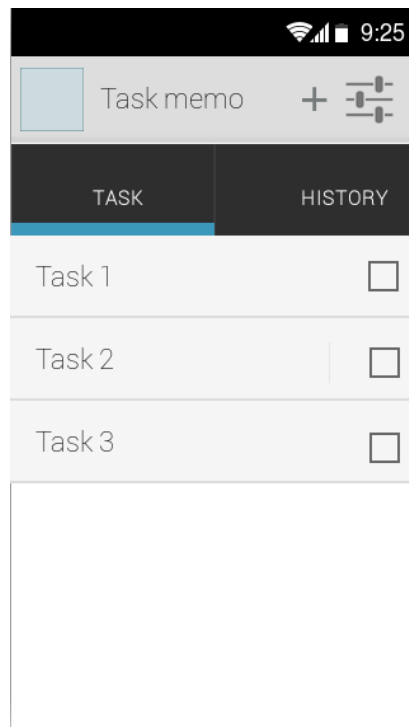 9:25
Task memo
TASK HISTORY
Task 1
Task 2
Task 3